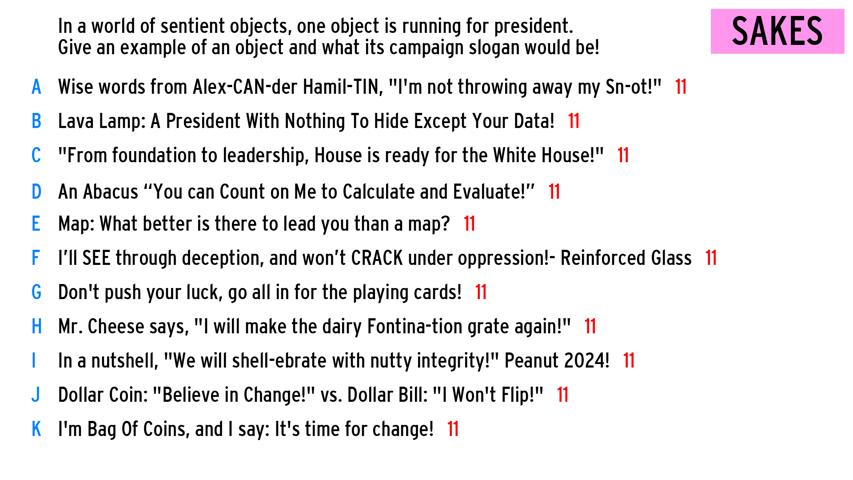 In a world of sentient objects, one object is running for president.
Give an example of an object and what its campaign slogan would be!
SAKES
A Wise words from Alex-CAN-der Hamil-TIN, "I'm not throwing away my Sn-ot!" 11
B Lava Lamp: A President With Nothing To Hide Except Your Data! 11
C "From foundation to leadership, House is ready for the White House!" 11
D An Abacus “You can Count on Me to Calculate and Evaluate!” 11
E Map: What better is there to lead you than a map? 11
F I’ll SEE through deception, and won’t CRACK under oppression!- Reinforced Glass 11
G Don't push your luck, go all in for the playing cards! 11
H Mr. Cheese says, "I will make the dairy Fontina-tion grate again!" 11
I In a nutshell, "We will shell-ebrate with nutty integrity!" Peanut 2024! 11
J Dollar Coin: "Believe in Change!" vs. Dollar Bill: "I Won't Flip!" 11
K I'm Bag Of Coins, and I say: It's time for change! 11